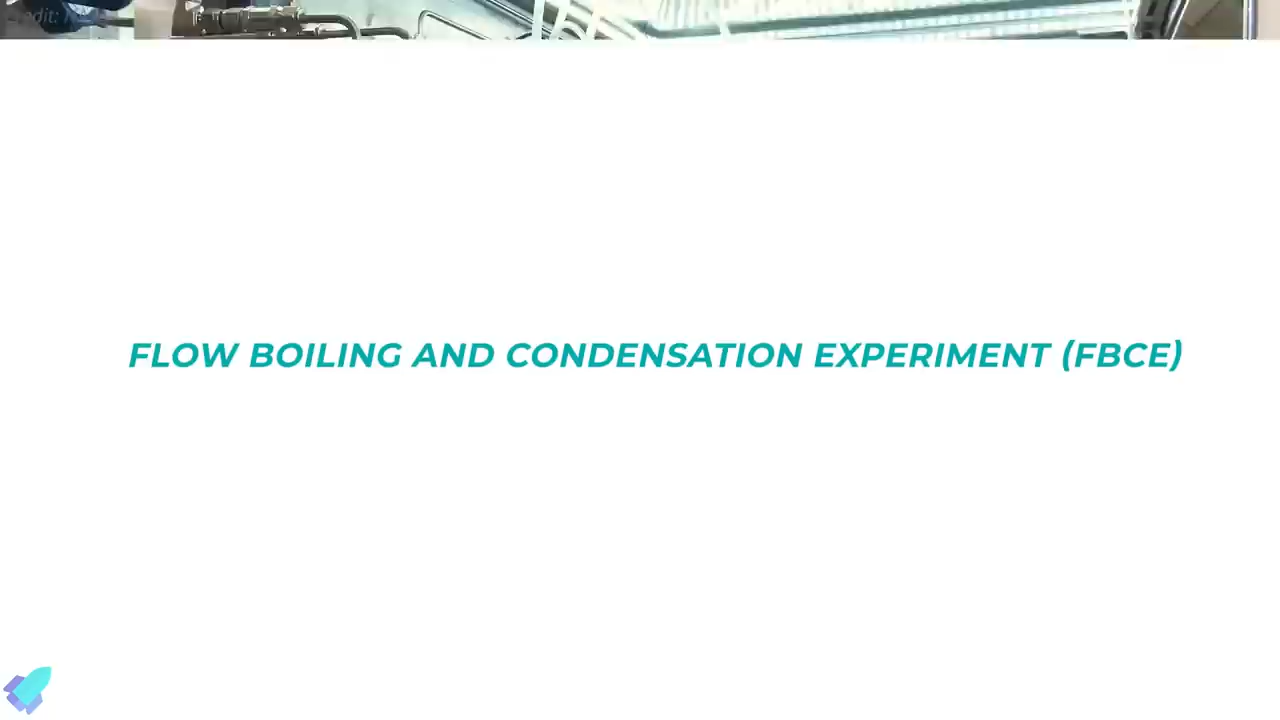 FLOW BOILING AND CONDENSATION EXPERIMENT (FBCE)